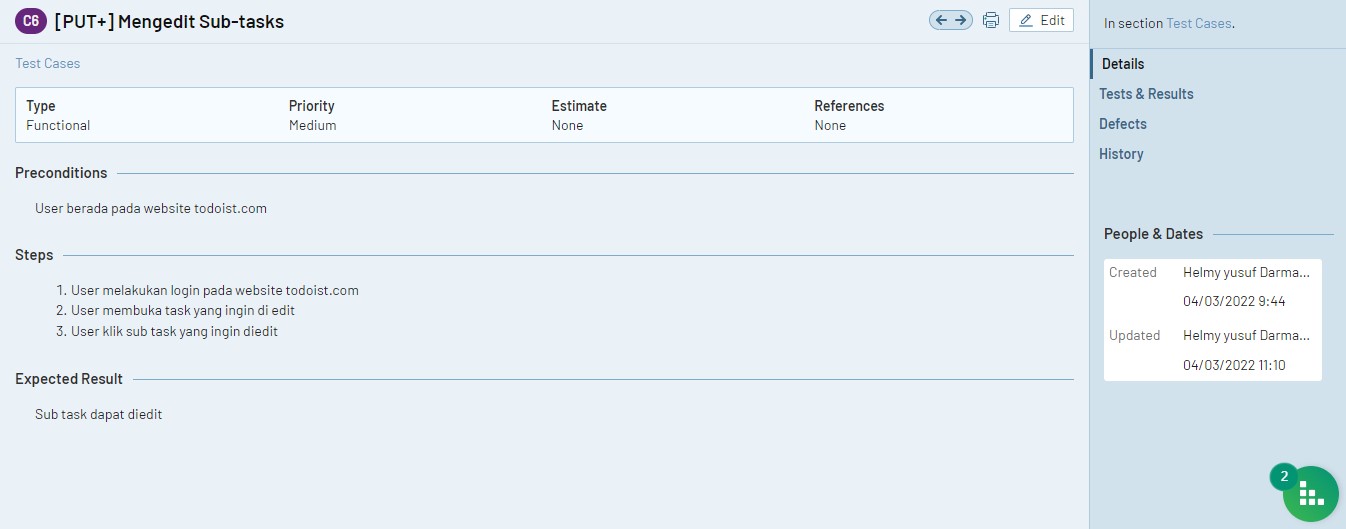 C6 [PUT+] Mengedit Sub-tasks
Edit
Test Cases
Type Priority Estimate References
Functional Medium None None
Preconditions
User berada pada website todoist.com
Steps
1. User melakukan login pada website todoist.com
2. User membuka task yang ingin di edit
3. User klik sub task yang ingin diedit
Expected Result
Sub task dapat diedit
In section Test Cases.
Details
Tests & Results
Defects
History
People & Dates
Created Helmy yusuf Darma...
04/03/2022 9:44
Updated Helmy yusuf Darma...
04/03/2022 11:10
2